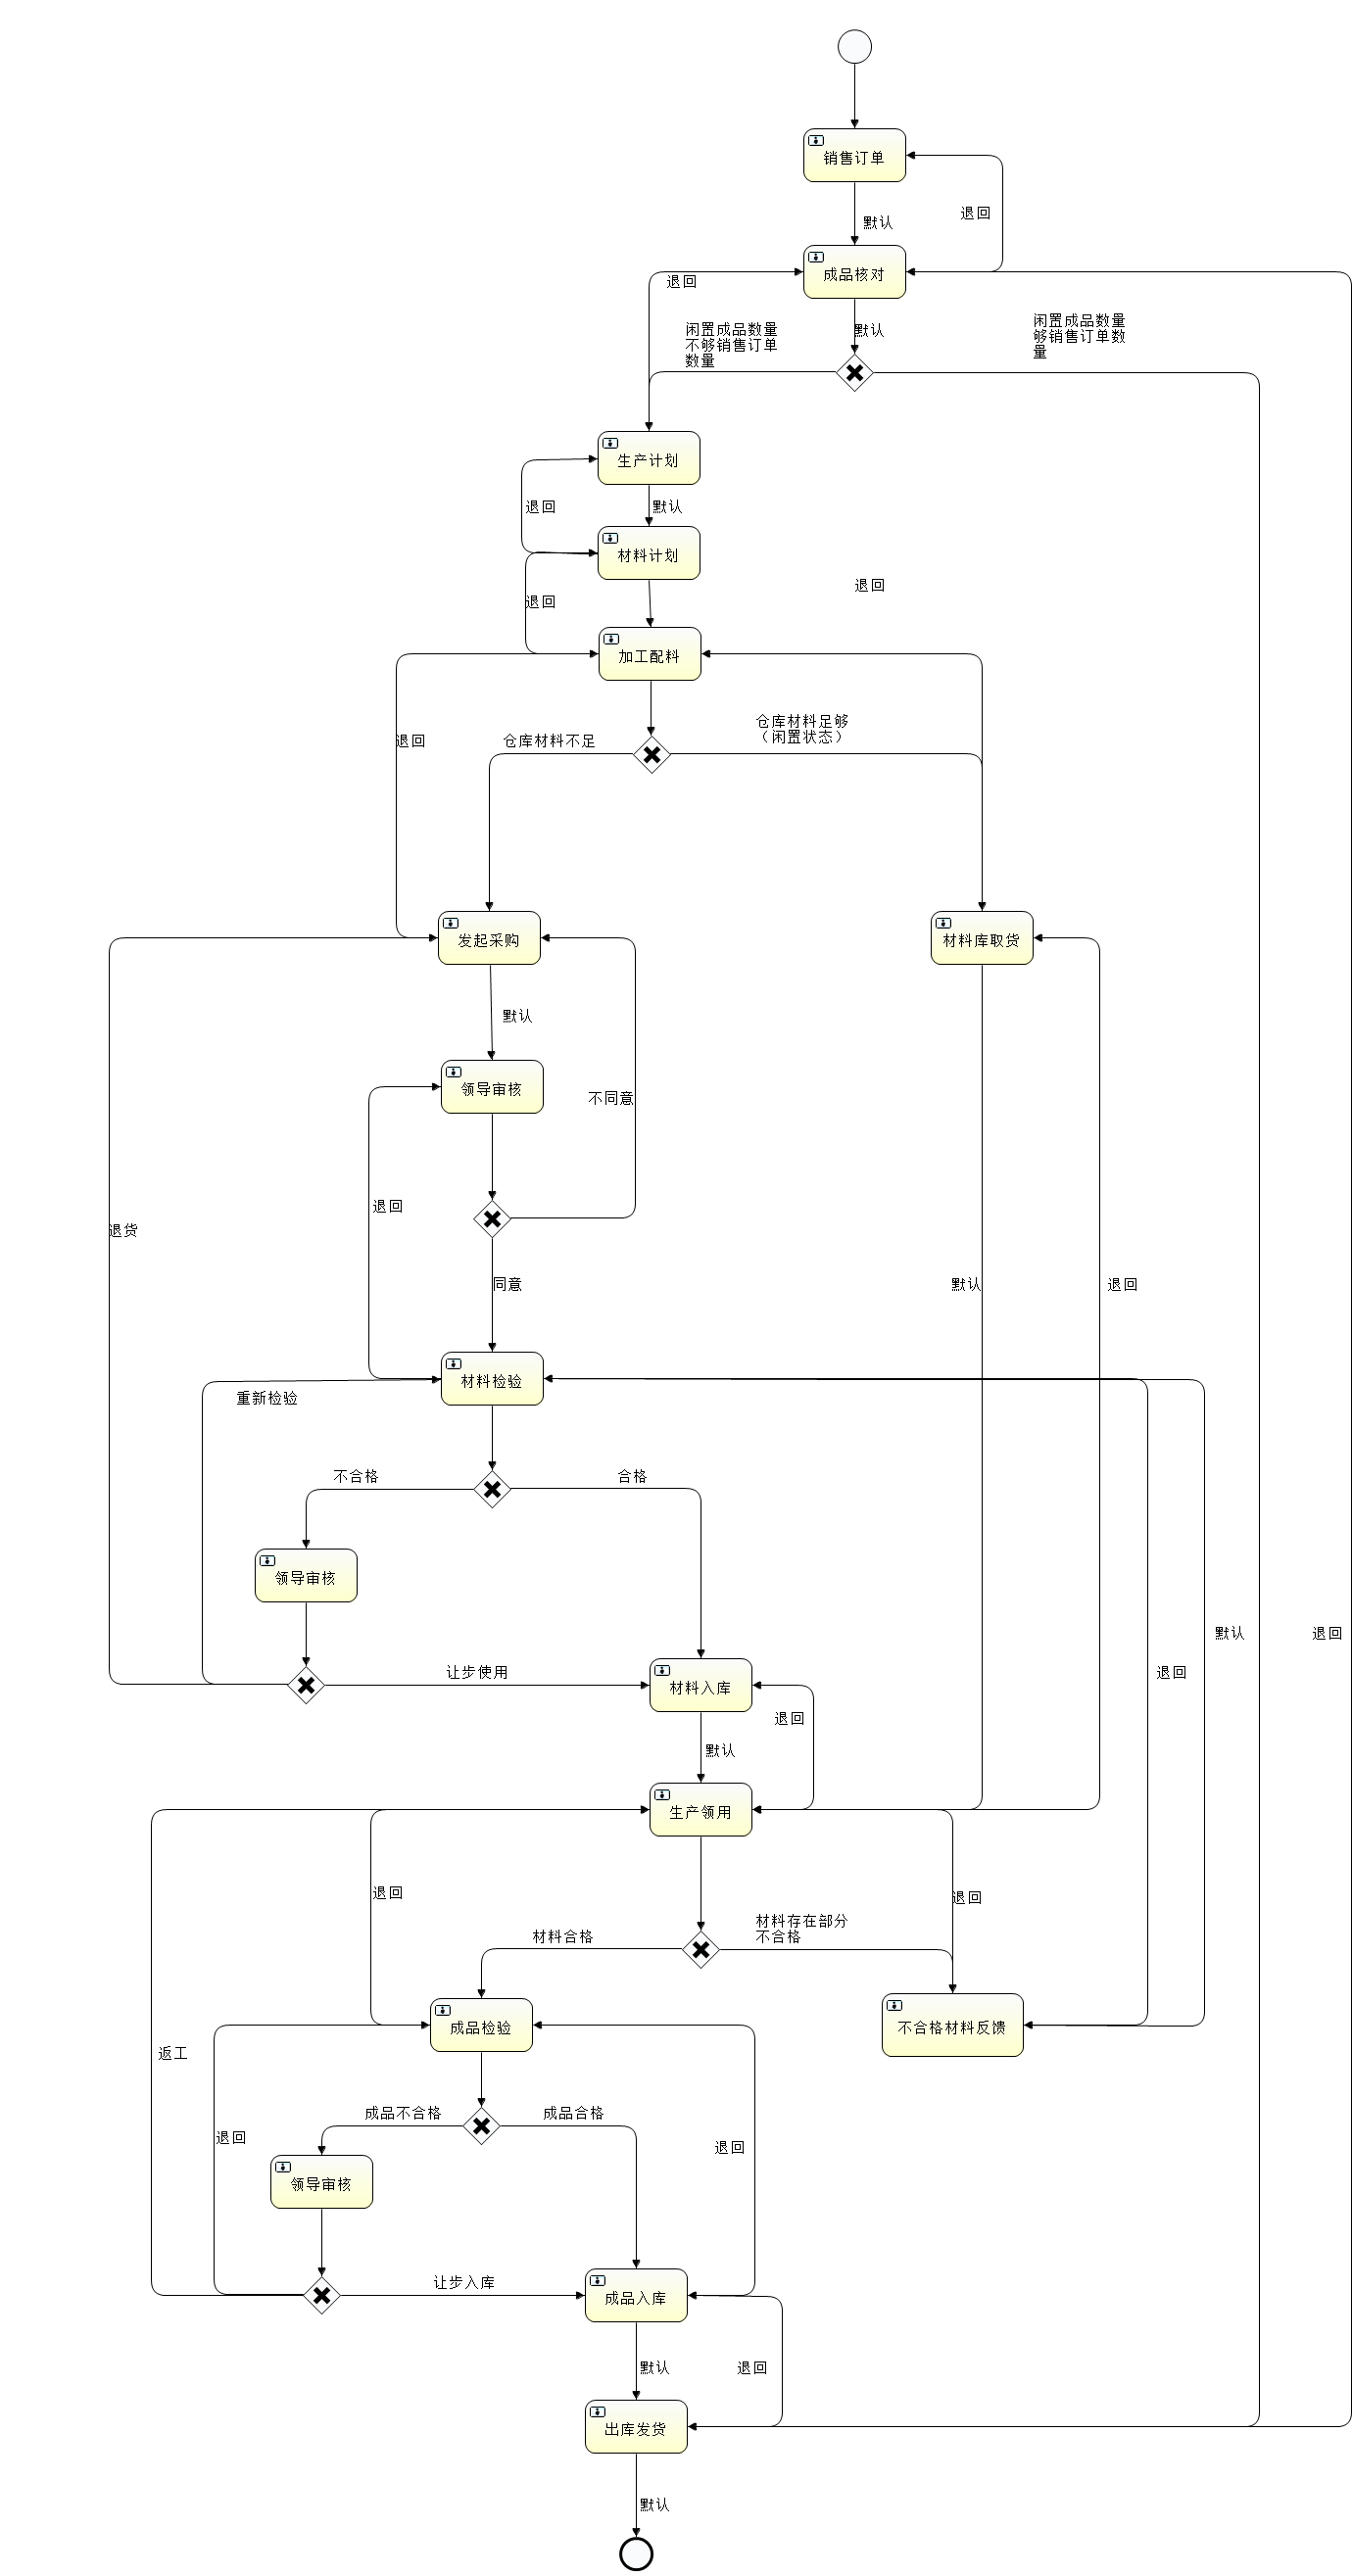 销售订单
退回
默认
成品核对
退回
默认
闲置成品数量
不够销售订单
数量
闲置成品数量
够销售订单数
量
生产计划
退回
默认
材料计划
退回
退回
加工配料
仓库材料足够
（闲置状态）
退回
仓库材料不足
发起采购
材料库取货
默认
领导审核
不同意
退回
退货
同意
默认
退回
材料检验
重新检验
不合格
合格
领导审核
默认
退回
让步使用
退回
材料入库
退回
默认
生产领用
退回
退回
材料存在部分
不合格
材料合格
成品检验
不合格材料反馈
返工
成品不合格
成品合格
退回
退回
领导审核
让步入库
成品入库
默认
退回
出库发货
默认